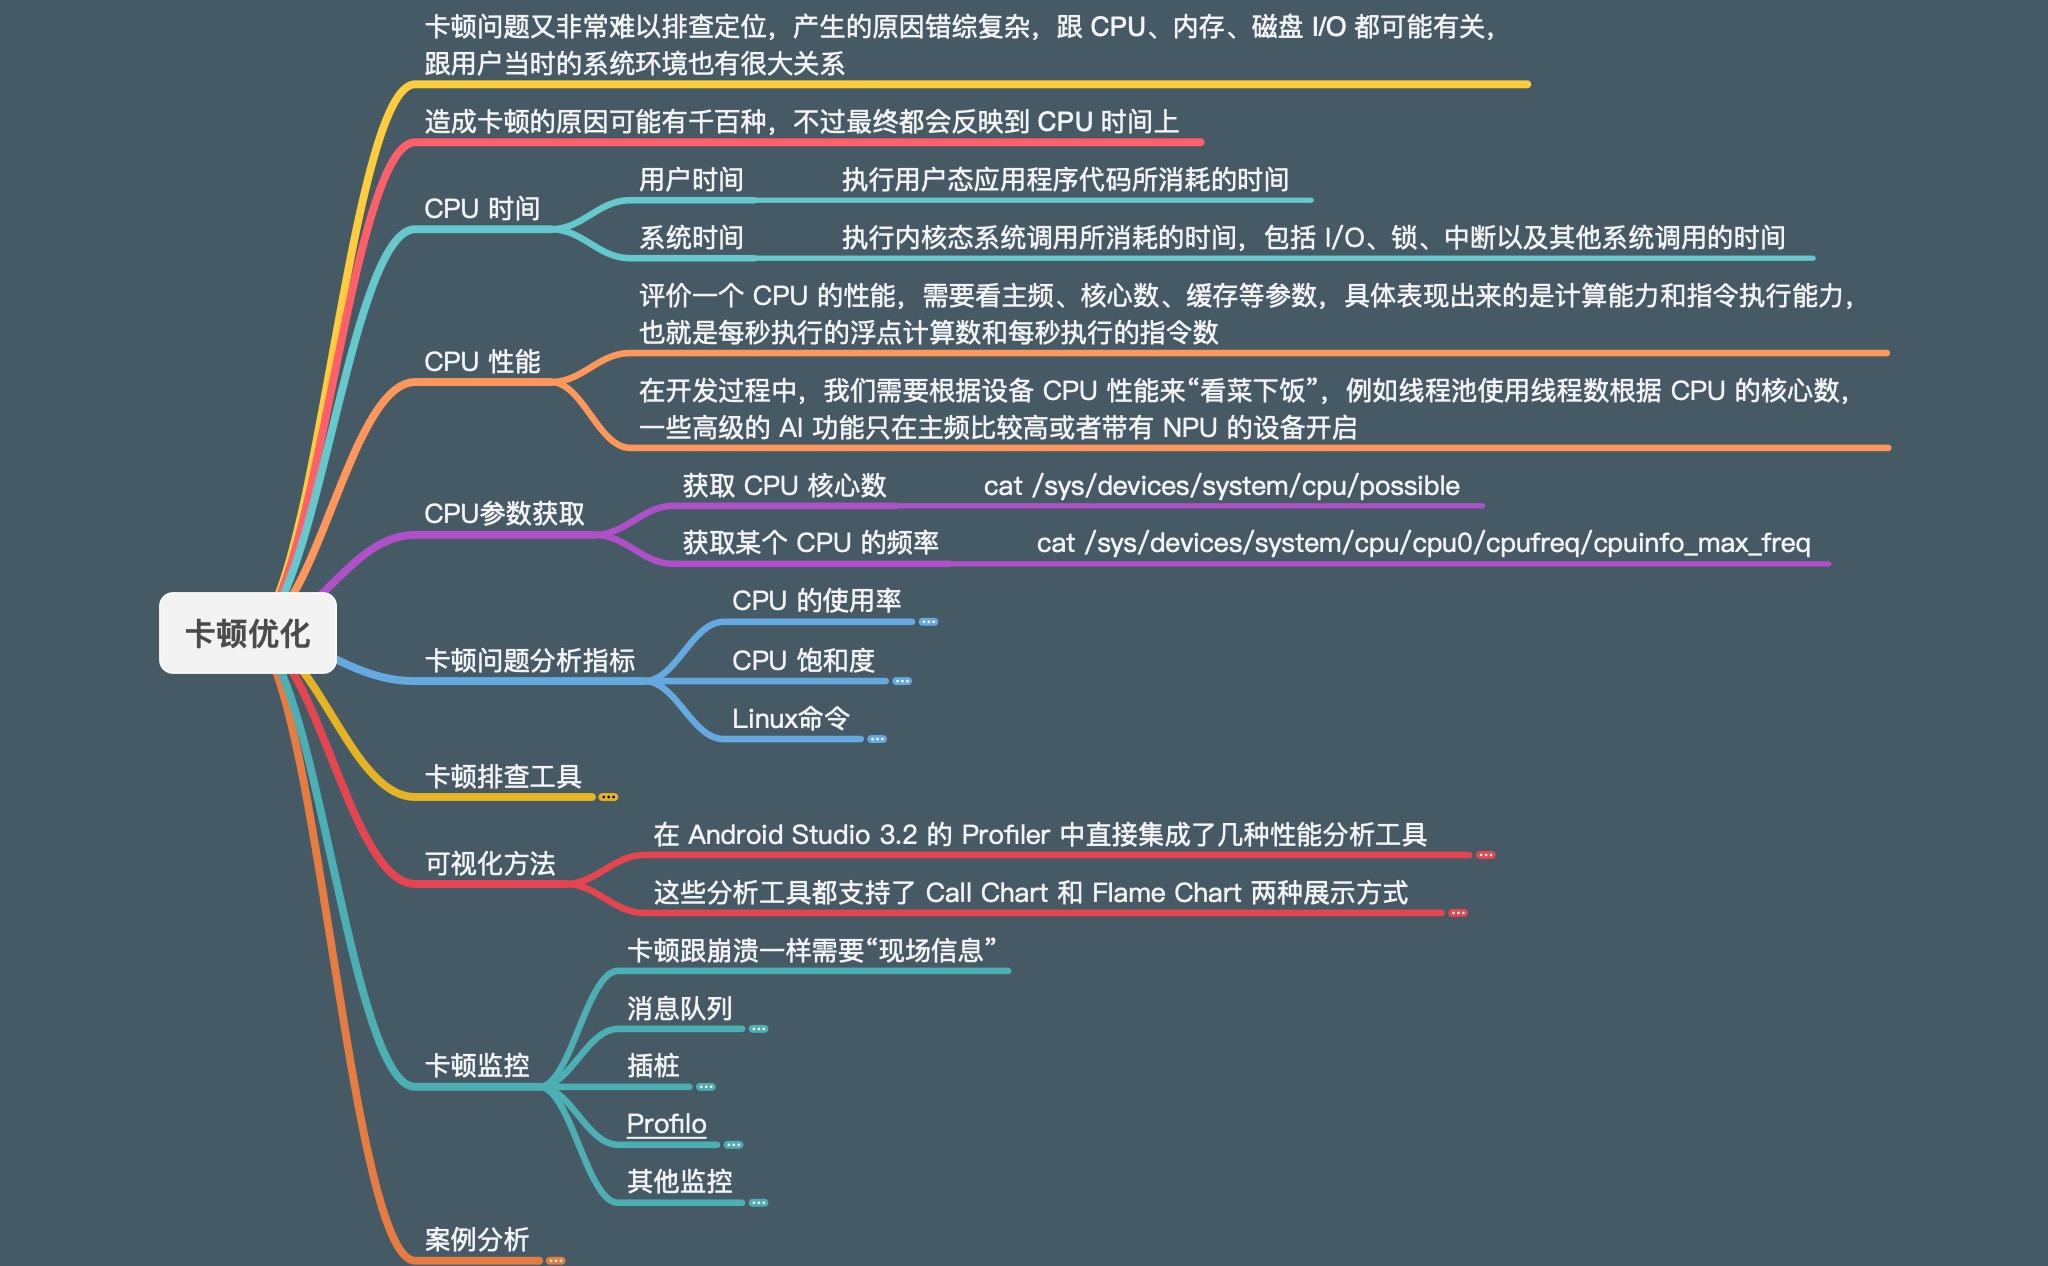 卡顿问题又非常难以排查定位，产生的原因错综复杂，跟 CPU、内存、磁盘 I/O 都可能有关，
跟用户当时的系统环境也有很大关系
造成卡顿的原因可能有千百种，不过最终都会反映到 CPU 时间上
CPU 时间
用户时间
执行用户态应用程序代码所消耗的时间
系统时间
执行内核态系统调用所消耗的时间，包括 I/O、锁、中断以及其他系统调用的时间
CPU 性能
评价一个 CPU 的性能，需要看主频、核心数、缓存等参数，具体表现出来的是计算能力和指令执行能力，
也就是每秒执行的浮点计算数和每秒执行的指令数
在开发过程中，我们需要根据设备 CPU 性能来“看菜下饭”，例如线程池使用线程数根据 CPU 的核心数，
一些高级的 AI 功能只在主频比较高或者带有 NPU 的设备开启
CPU参数获取
获取 CPU 核心数
cat /sys/devices/system/cpu/possible
获取某个 CPU 的频率
cat /sys/devices/system/cpu/cpu0/cpufreq/cpuinfo_max_freq
卡顿优化
卡顿问题分析指标
CPU 的使用率
CPU 饱和度
Linux命令
卡顿排查工具
可视化方法
在 Android Studio 3.2 的 Profiler 中直接集成了几种性能分析工具
这些分析工具都支持了 Call Chart 和 Flame Chart 两种展示方式
卡顿监控
卡顿跟崩溃一样需要“现场信息”
消息队列
插桩
Profilo
其他监控
案例分析